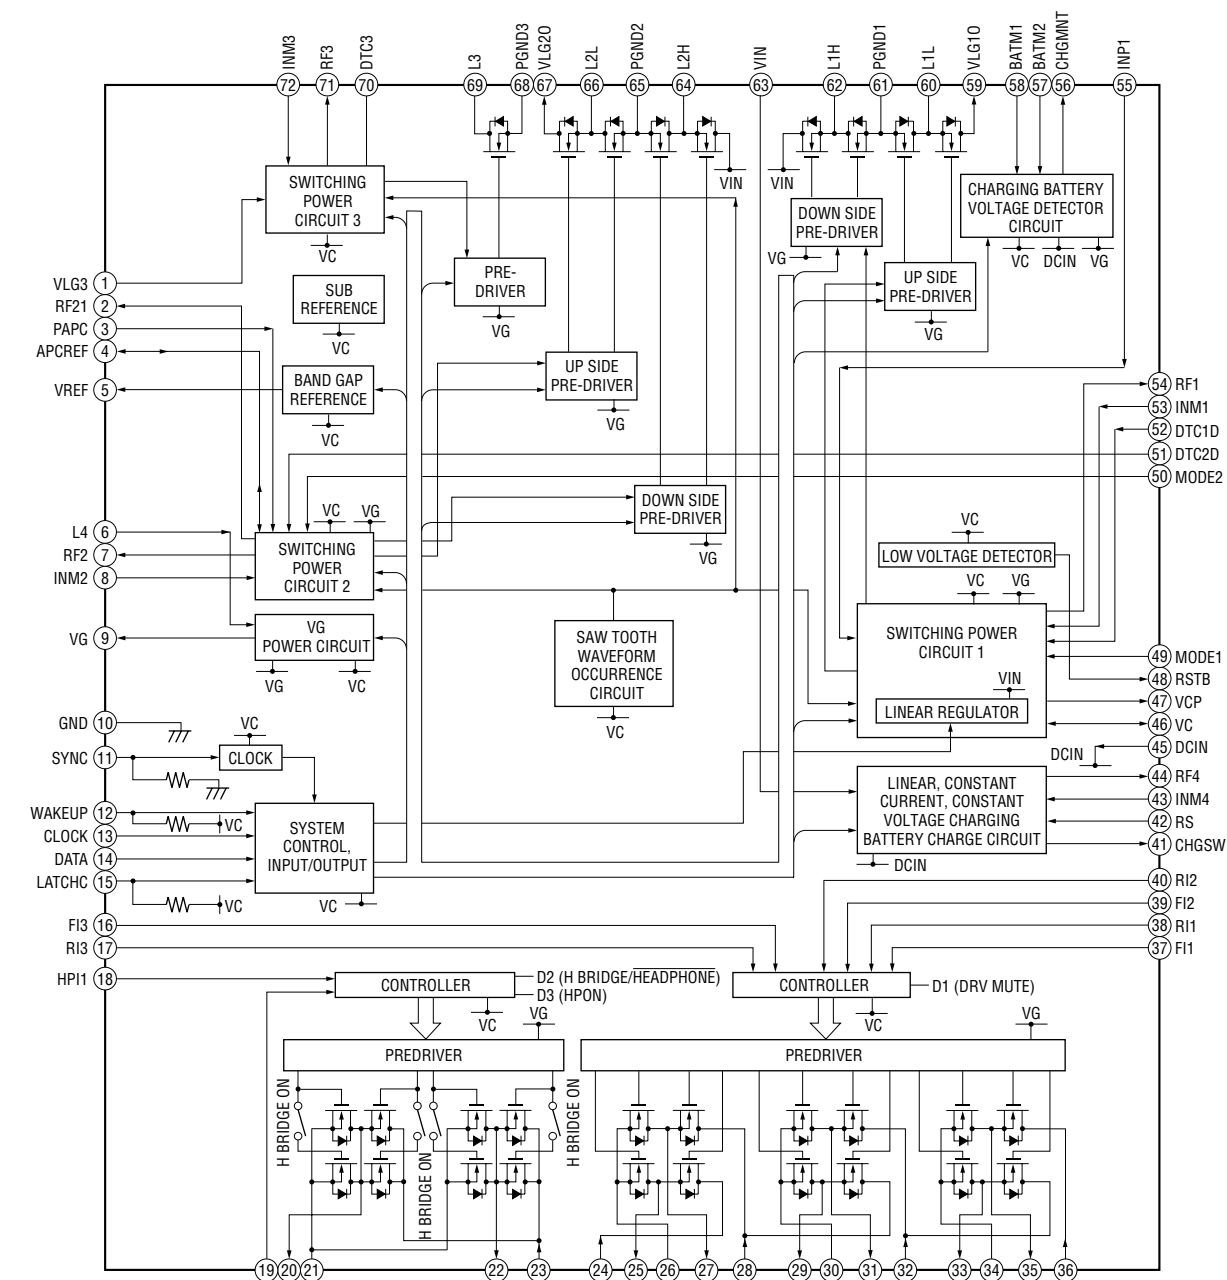 INM3
RF3
DTC3
L3
PGND3
VLG2O
L2L
PGND2
L2H
VIN
L1H
PGND1
L1L
VLG1O
BATM1
BATM2
CHGMNT
INP1
72
71
70
69
68
67
66
65
64
63
62
61
60
59
58
57
56
55
SWITCHING
POWER
CIRCUIT 3
VC
VIN
VIN
DOWN SIDE
PRE-DRIVER
VG
CHARGING BATTERY
VOLTAGE DETECTOR
CIRCUIT
VC
DCIN
VG
PRE-
DRIVER
VG
UP SIDE
PRE-DRIVER
VG
SUB
REFERENCE
VC
UP SIDE
PRE-DRIVER
VG
BAND GAP
REFERENCE
VC
VLG3 1
RF21 2
PAPC 3
APCREF 4
VREF 5
L4 6
RF2 7
INM2 8
VG 9
GND 10
SYNC 11
WAKEUP 12
CLOCK 13
DATA 14
LATCHC 15
FI3 16
RI3 17
HPI1 18
54 RF1
53 INM1
52 DTC1D
51 DTC2D
50 MODE2
49 MODE1
48 RSTB
47 VCP
46 VC
45 DCIN
44 RF4
43 INM4
42 RS
41 CHGSW
40 RI2
39 FI2
38 RI1
37 FI1
DOWN SIDE
PRE-DRIVER
VG
VC
VG
SWITCHING
POWER
CIRCUIT 2
VC
LOW VOLTAGE DETECTOR
VC
VG
SWITCHING POWER
CIRCUIT 1
VIN
LINEAR REGULATOR
VG
POWER CIRCUIT
VG
VC
SAW TOOTH
WAVEFORM
OCCURRENCE
CIRCUIT
VC
VC
CLOCK
DCIN
LINEAR, CONSTANT
CURRENT, CONSTANT
VOLTAGE CHARGING
BATTERY CHARGE CIRCUIT
DCIN
VC
SYSTEM
CONTROL,
INPUT/OUTPUT
VC
VC
CONTROLLER
D2 (H BRIDGE/HEADPHONE)
D3 (HPON)
VC
VG
CONTROLLER
D1 (DRV MUTE)
VC
VG
PREDRIVER
PREDRIVER
H BRIDGE ON
H BRIDGE ON
H BRIDGE ON
19
20
21
22
23
24
25
26
27
28
29
30
31
32
33
34
35
36